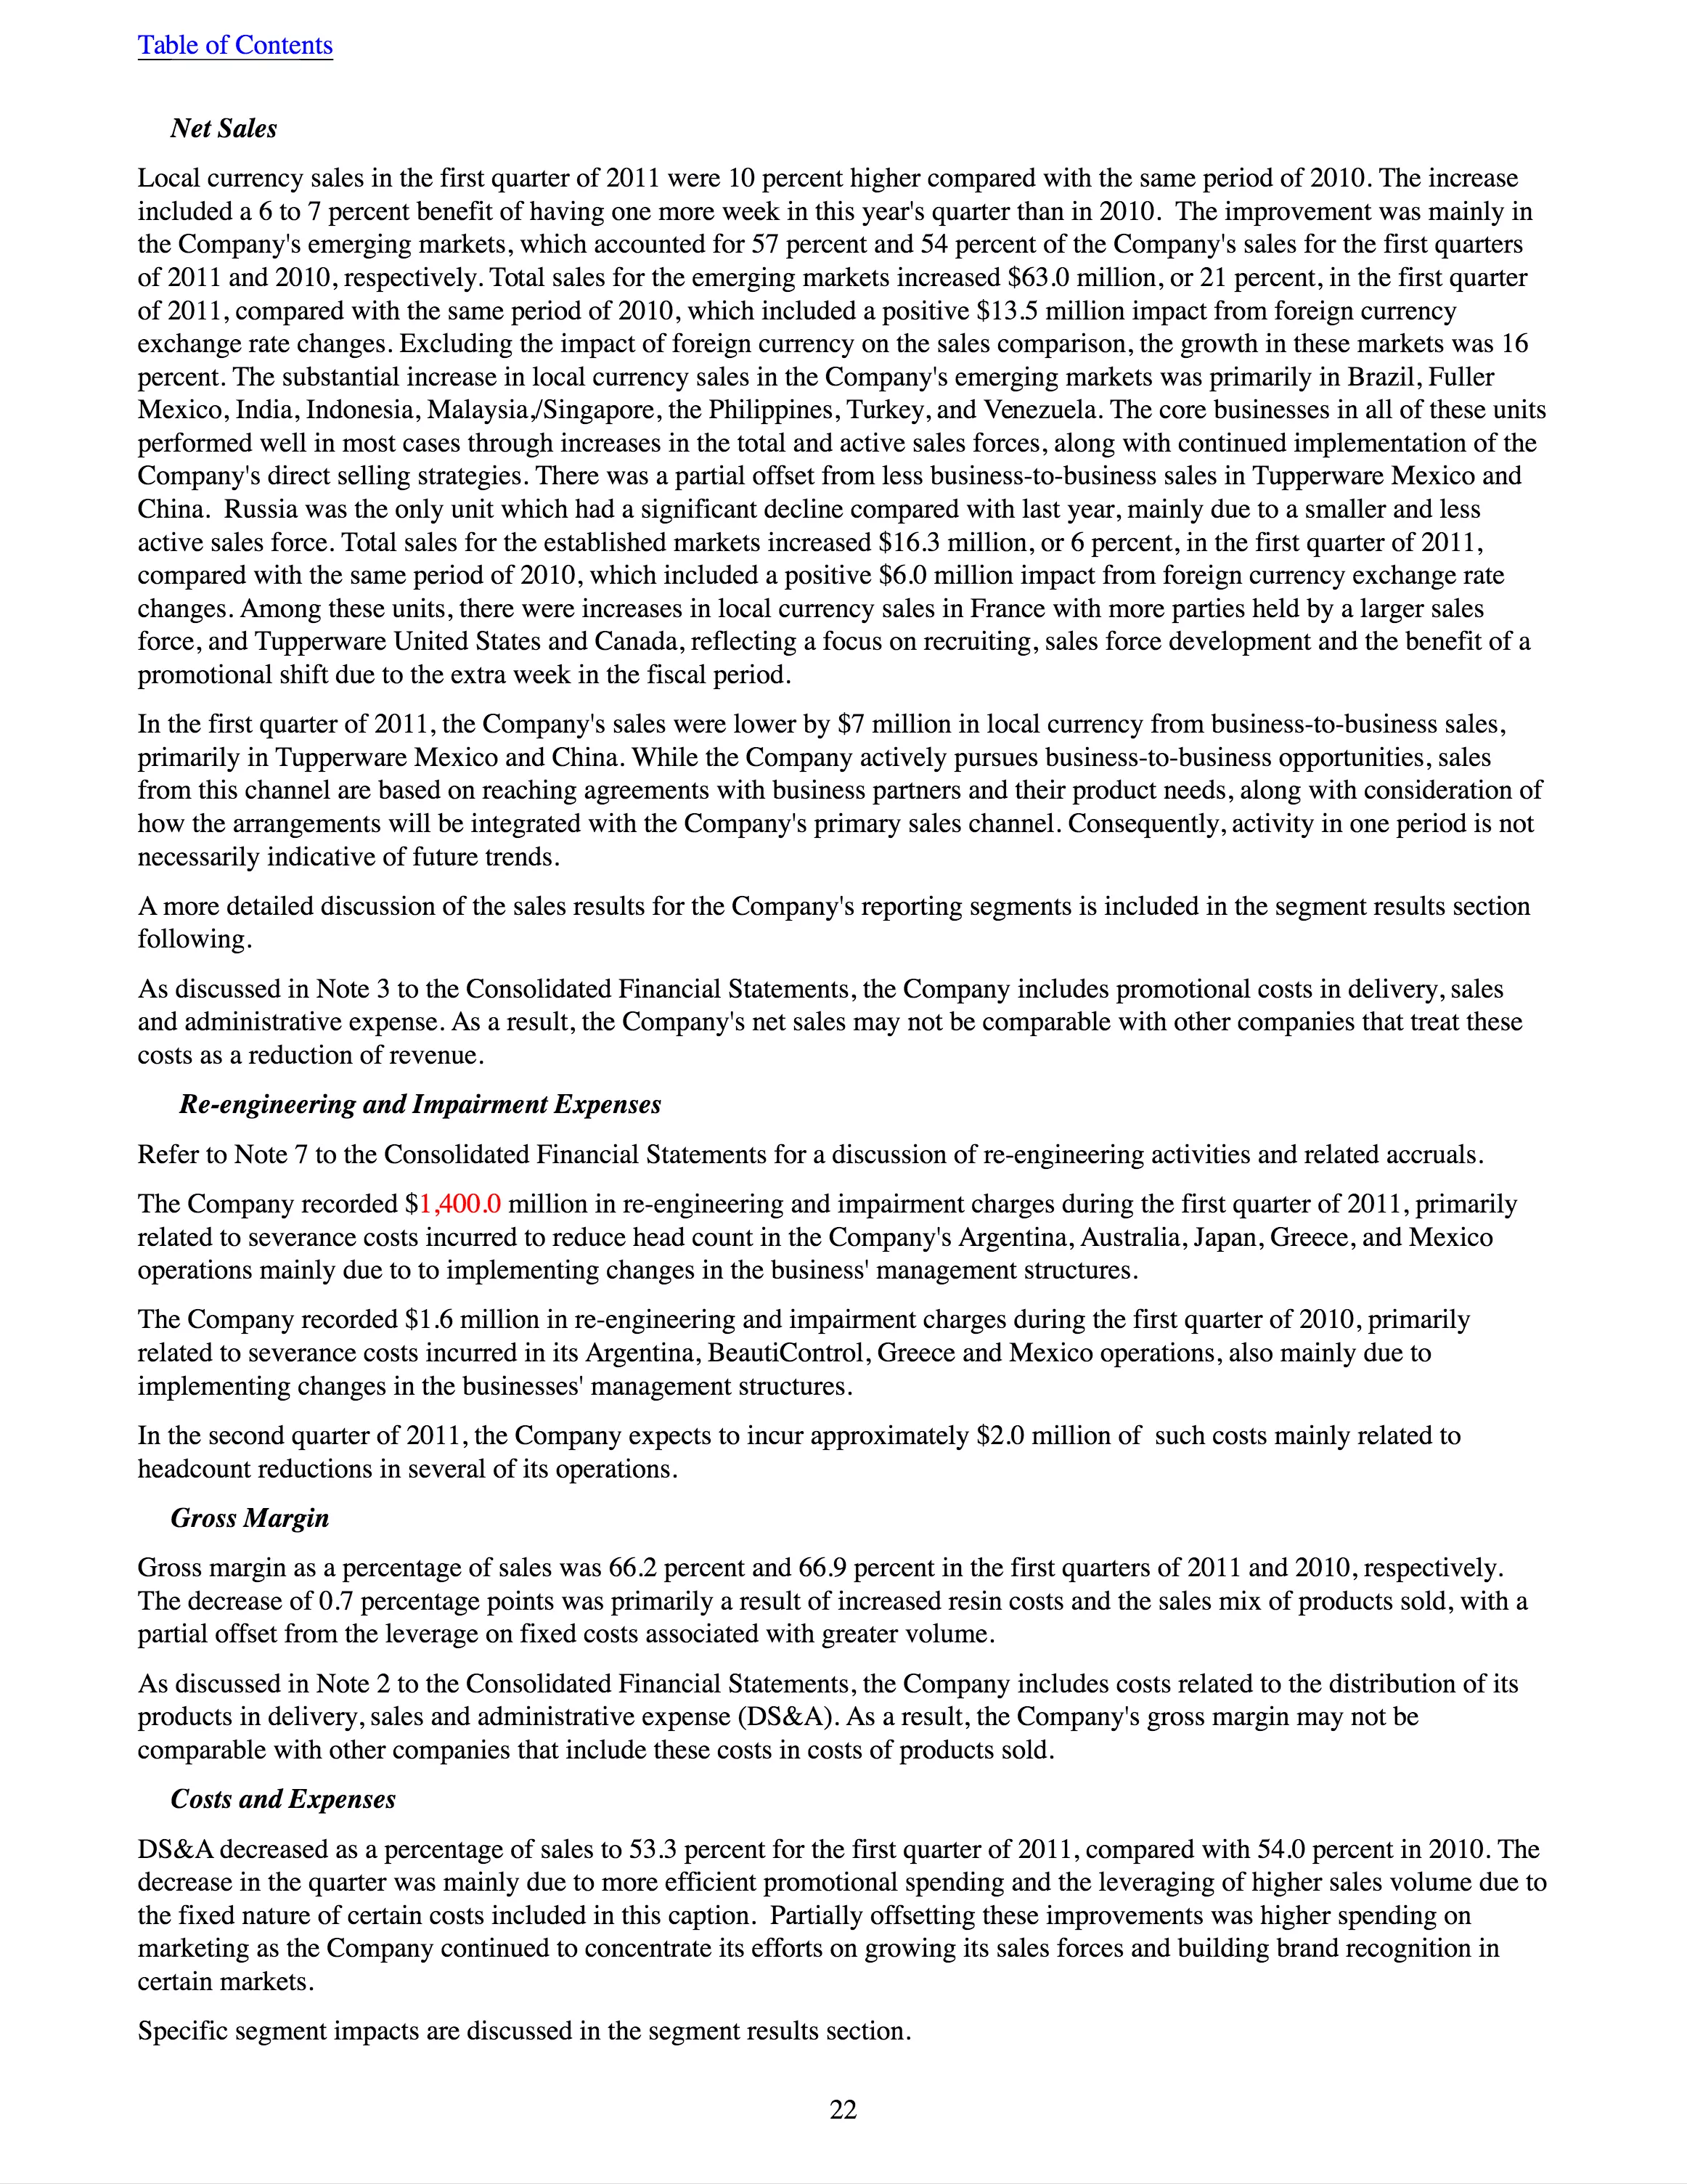 Table of Contents
Net Sales
Local currency sales in the first quarter of 2011 were 10 percent higher compared with the same period of 2010. The increase
included a 6 to 7 percent benefit of having one more week in this year's quarter than in 2010.  The improvement was mainly in
the Company's emerging markets, which accounted for 57 percent and 54 percent of the Company's sales for the first quarters
of 2011 and 2010, respectively. Total sales for the emerging markets increased $63.0 million, or 21 percent, in the first quarter
of 2011, compared with the same period of 2010, which included a positive $13.5 million impact from foreign currency
exchange rate changes. Excluding the impact of foreign currency on the sales comparison, the growth in these markets was 16
percent. The substantial increase in local currency sales in the Company's emerging markets was primarily in Brazil, Fuller
Mexico, India, Indonesia, Malaysia,/Singapore, the Philippines, Turkey, and Venezuela. The core businesses in all of these units
performed well in most cases through increases in the total and active sales forces, along with continued implementation of the
Company's direct selling strategies. There was a partial offset from less business-to-business sales in Tupperware Mexico and
China.  Russia was the only unit which had a significant decline compared with last year, mainly due to a smaller and less
active sales force. Total sales for the established markets increased $16.3 million, or 6 percent, in the first quarter of 2011,
compared with the same period of 2010, which included a positive $6.0 million impact from foreign currency exchange rate
changes. Among these units, there were increases in local currency sales in France with more parties held by a larger sales
force, and Tupperware United States and Canada, reflecting a focus on recruiting, sales force development and the benefit of a
promotional shift due to the extra week in the fiscal period.
In the first quarter of 2011, the Company's sales were lower by $7 million in local currency from business-to-business sales,
primarily in Tupperware Mexico and China. While the Company actively pursues business-to-business opportunities, sales
from this channel are based on reaching agreements with business partners and their product needs, along with consideration of
how the arrangements will be integrated with the Company's primary sales channel. Consequently, activity in one period is not
necessarily indicative of future trends.
A more detailed discussion of the sales results for the Company's reporting segments is included in the segment results section
following.
As discussed in Note 3 to the Consolidated Financial Statements, the Company includes promotional costs in delivery, sales
and administrative expense. As a result, the Company's net sales may not be comparable with other companies that treat these
costs as a reduction of revenue.
Re-engineering and Impairment Expenses
Refer to Note 7 to the Consolidated Financial Statements for a discussion of re-engineering activities and related accruals.
The Company recorded $1,400.0 million in re-engineering and impairment charges during the first quarter of 2011, primarily
related to severance costs incurred to reduce head count in the Company's Argentina, Australia, Japan, Greece, and Mexico
operations mainly due to to implementing changes in the business' management structures.
The Company recorded $1.6 million in re-engineering and impairment charges during the first quarter of 2010, primarily
related to severance costs incurred in its Argentina, BeautiControl, Greece and Mexico operations, also mainly due to
implementing changes in the businesses' management structures.
In the second quarter of 2011, the Company expects to incur approximately $2.0 million of  such costs mainly related to
headcount reductions in several of its operations.
Gross Margin
Gross margin as a percentage of sales was 66.2 percent and 66.9 percent in the first quarters of 2011 and 2010, respectively.
The decrease of 0.7 percentage points was primarily a result of increased resin costs and the sales mix of products sold, with a
partial offset from the leverage on fixed costs associated with greater volume.
As discussed in Note 2 to the Consolidated Financial Statements, the Company includes costs related to the distribution of its
products in delivery, sales and administrative expense (DS&A). As a result, the Company's gross margin may not be
comparable with other companies that include these costs in costs of products sold.
Costs and Expenses
DS&A decreased as a percentage of sales to 53.3 percent for the first quarter of 2011, compared with 54.0 percent in 2010. The
decrease in the quarter was mainly due to more efficient promotional spending and the leveraging of higher sales volume due to
the fixed nature of certain costs included in this caption.  Partially offsetting these improvements was higher spending on
marketing as the Company continued to concentrate its efforts on growing its sales forces and building brand recognition in
certain markets.
Specific segment impacts are discussed in the segment results section.
22